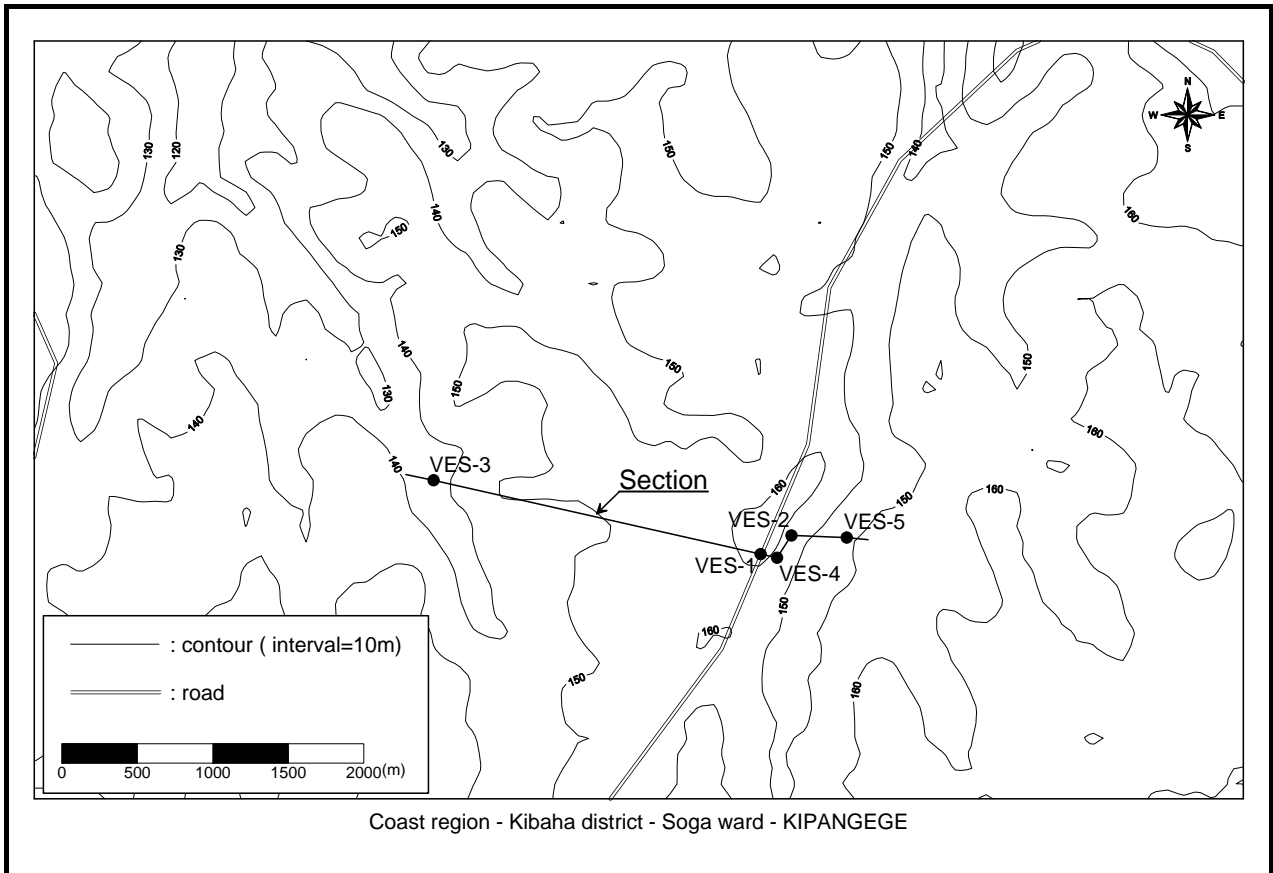 N
W E
S
130
120
130
150
150
140
160
140
150
130
150
140
150
150
140
130
140
160
140
VES-3
Section
160
160
150
VES-2
VES-5
VES-1
VES-4
150
160
150
160
: contour ( interval=10m)
: road
0 500 1000 1500 2000(m)
Coast region - Kibaha district - Soga ward - KIPANGEGE